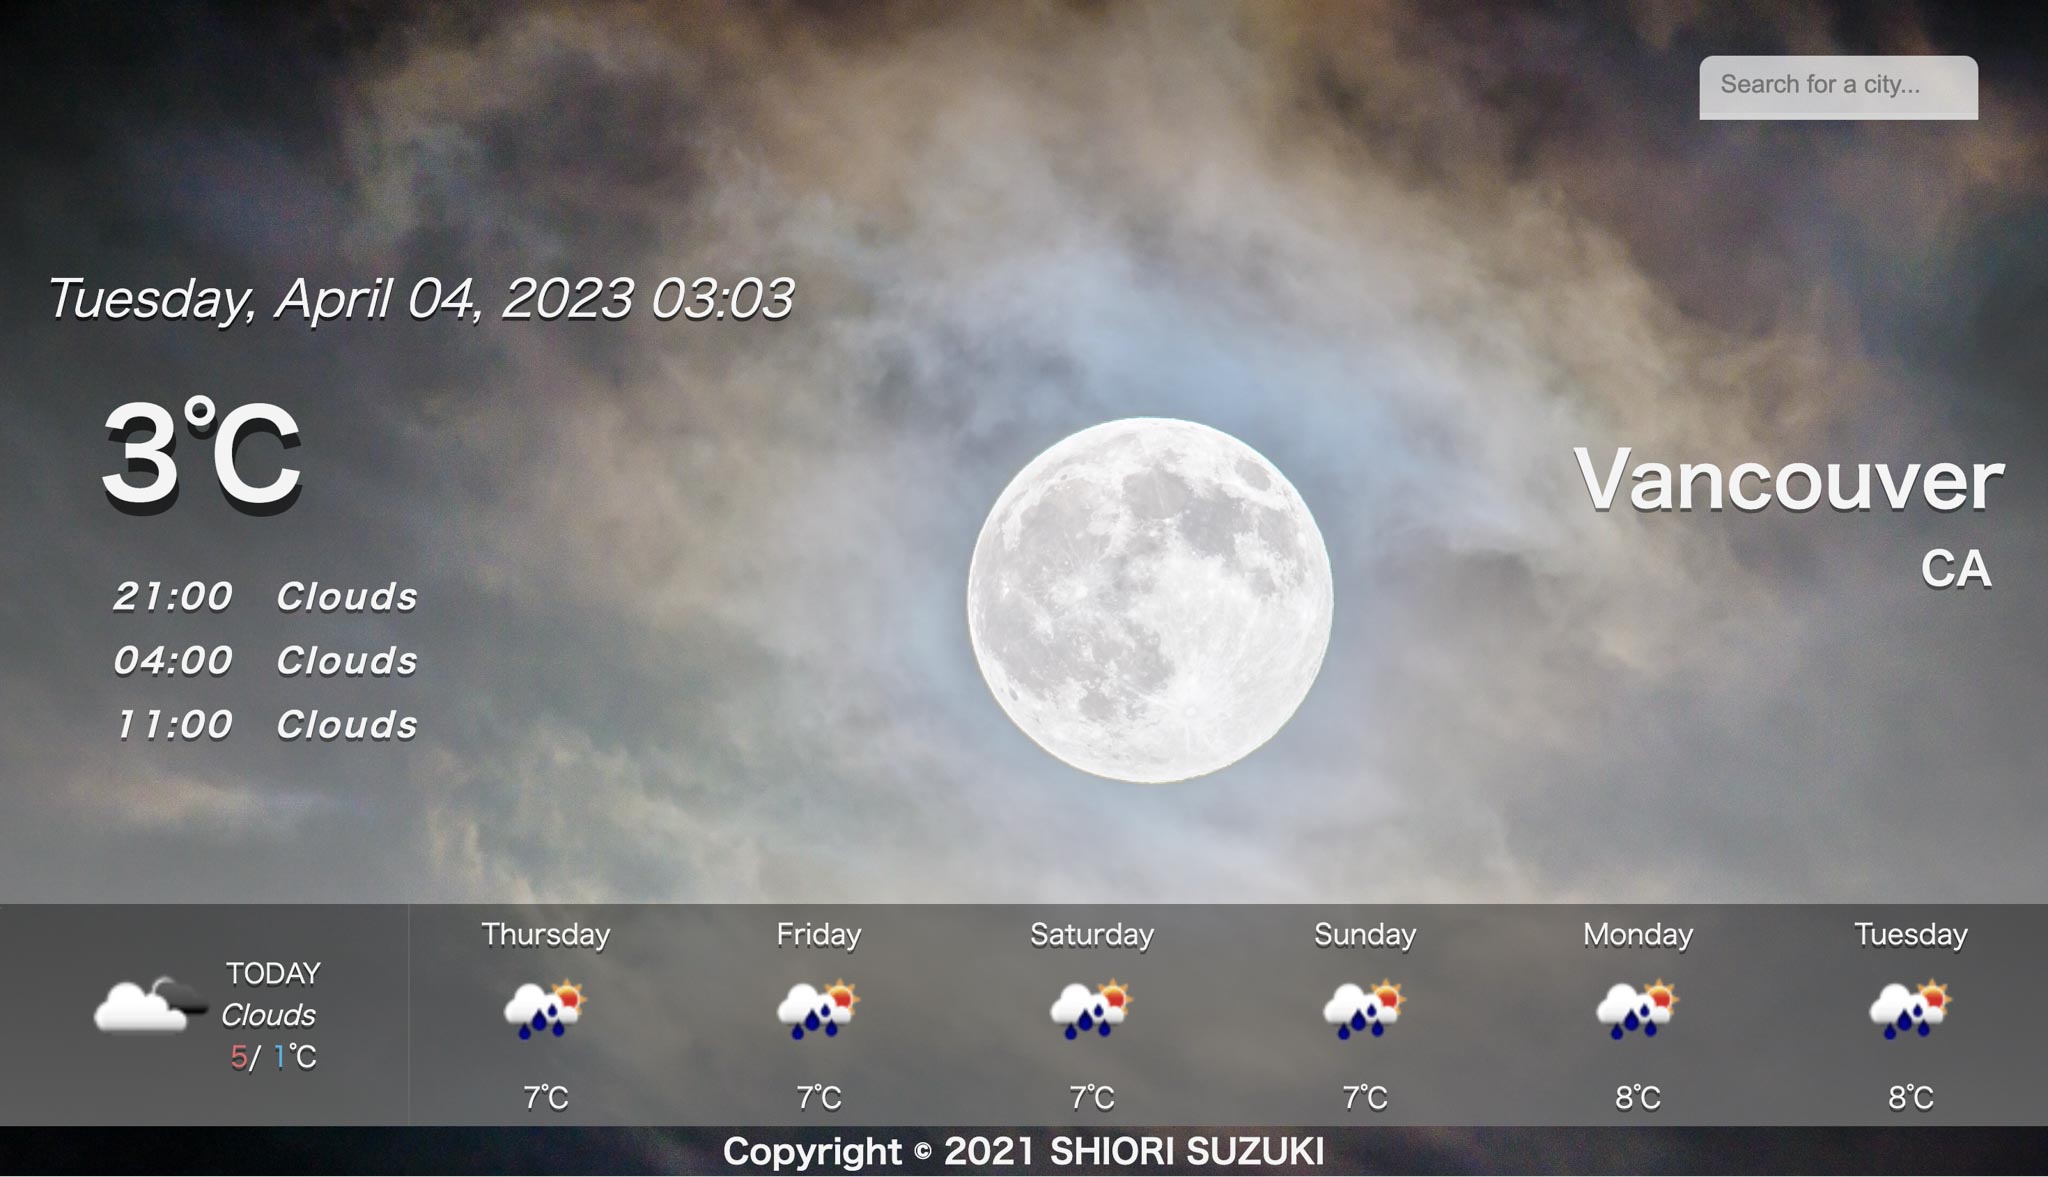 Search for a city...
Tuesday, April 04, 2023 03:03
3℃
Vancouver
CA
21:00 Clouds
04:00 Clouds
11:00 Clouds
TODAY
Clouds
5/ 1℃
Thursday
7℃
Friday
7℃
Saturday
7℃
Sunday
7℃
Monday
8℃
Tuesday
8℃
Copyright © 2021 SHIORI SUZUKI